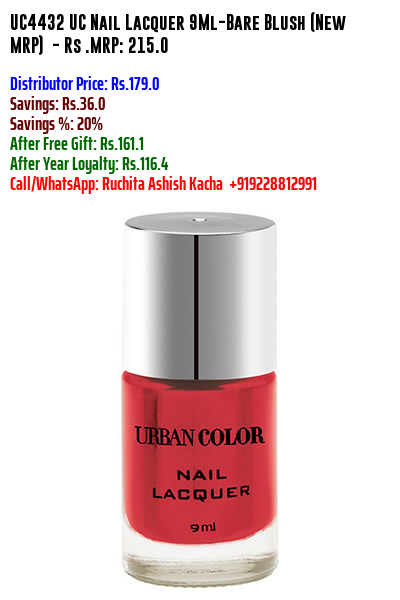 UC4432 UC Nail Lacquer 9Ml-Bare Blush (New
MRP) - Rs .MRP: 215.0
Distributor Price: Rs.179.0
Savings: Rs.36.0
Savings %: 20%
After Free Gift: Rs.161.1
After Year Loyalty: Rs.116.4
Call/WhatsApp: Ruchita Ashish Kacha +919228812991
URBAN COLOR
NAIL
LACQUER
9ml